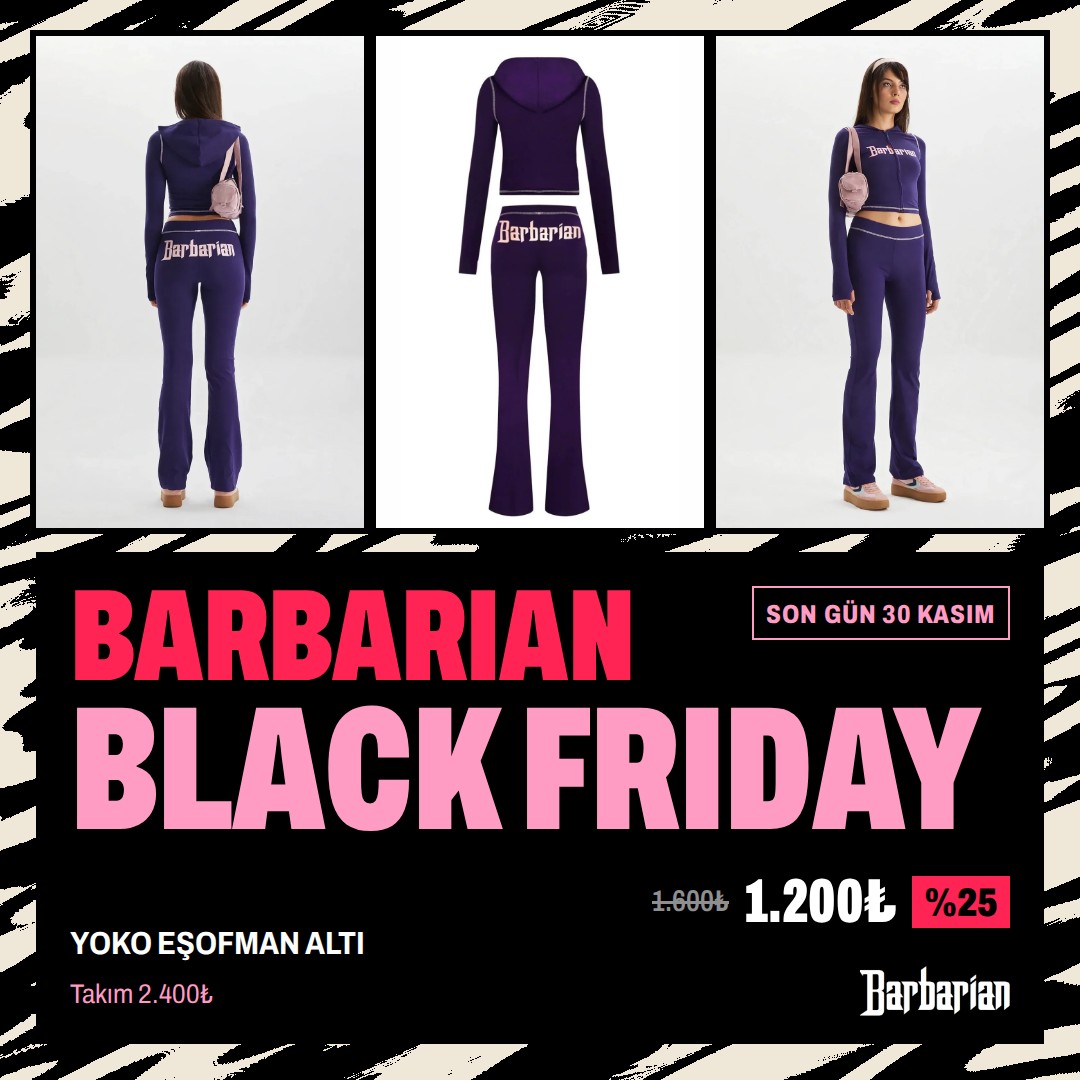 Barbarian
Barbarian
Barbarian
BARBARIAN
SON GÜN 30 KASIM
BLACK FRIDAY
1.600₺ 1.200₺ %25
YOKO EŞOFMAN ALTI
Takım 2.400₺
Barbarian